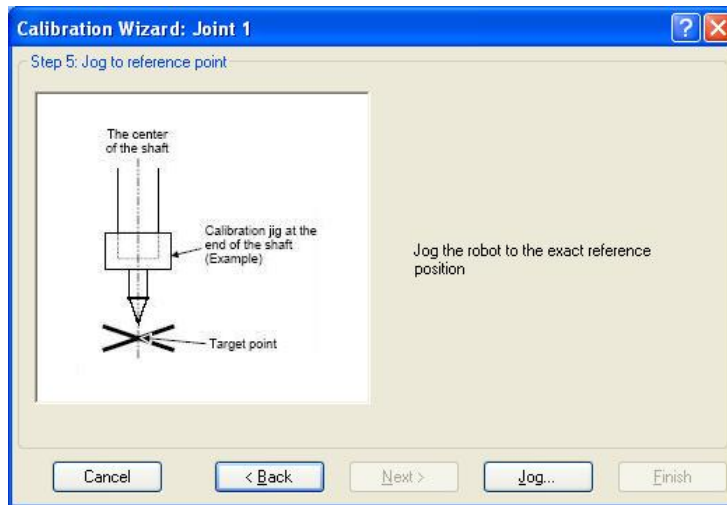 Calibration Wizard: Joint 1
Step 5: Jog to reference point
The center
of the shaft
Calibration jig at the
end of the shaft
(Example)
Target point
Jog the robot to the exact reference
position
Cancel
< Back
Next >
Jog...
Finish